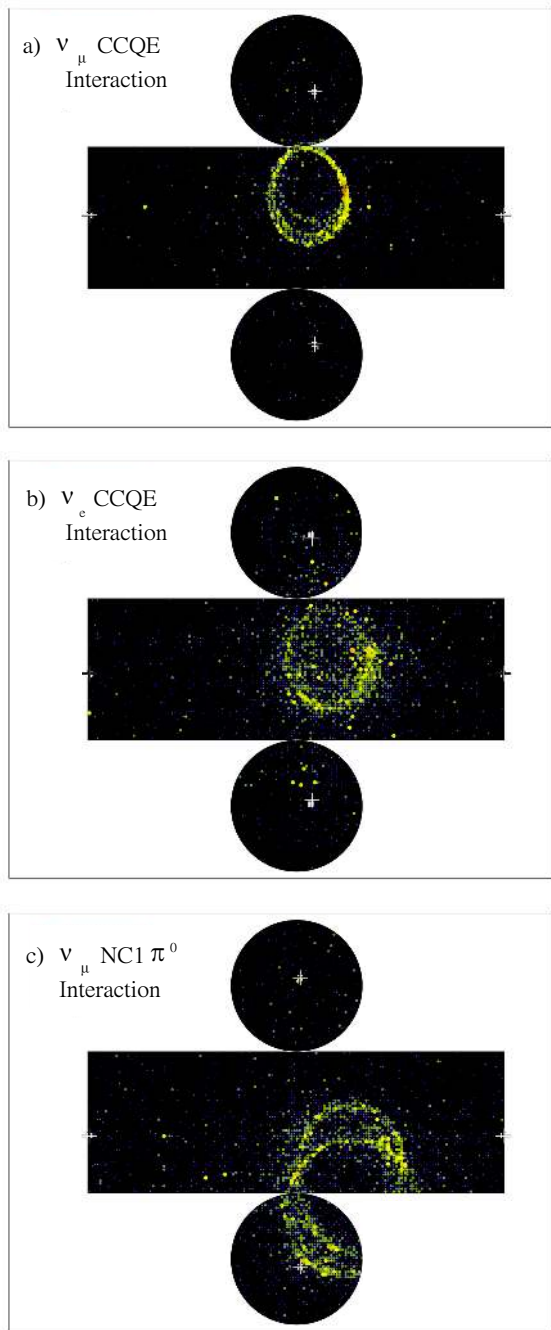 a) ν μ CCQE
Interaction
b) ν e CCQE
Interaction
c) ν μ NC1 π 0
Interaction